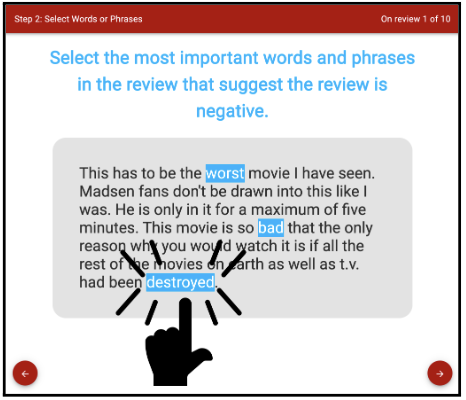 Step 2: Select Words or Phrases
On review 1 of 10
Select the most important words and phrases
in the review that suggest the review is
negative.
This has to be the worst movie I have seen.
Madsen fans don't be drawn into this like I
was. He is only in it for a maximum of five
minutes. This movie is so bad that the only
reason why you would watch it is if all the
rest of the movies on earth as well as t.v.
had been destroyed.